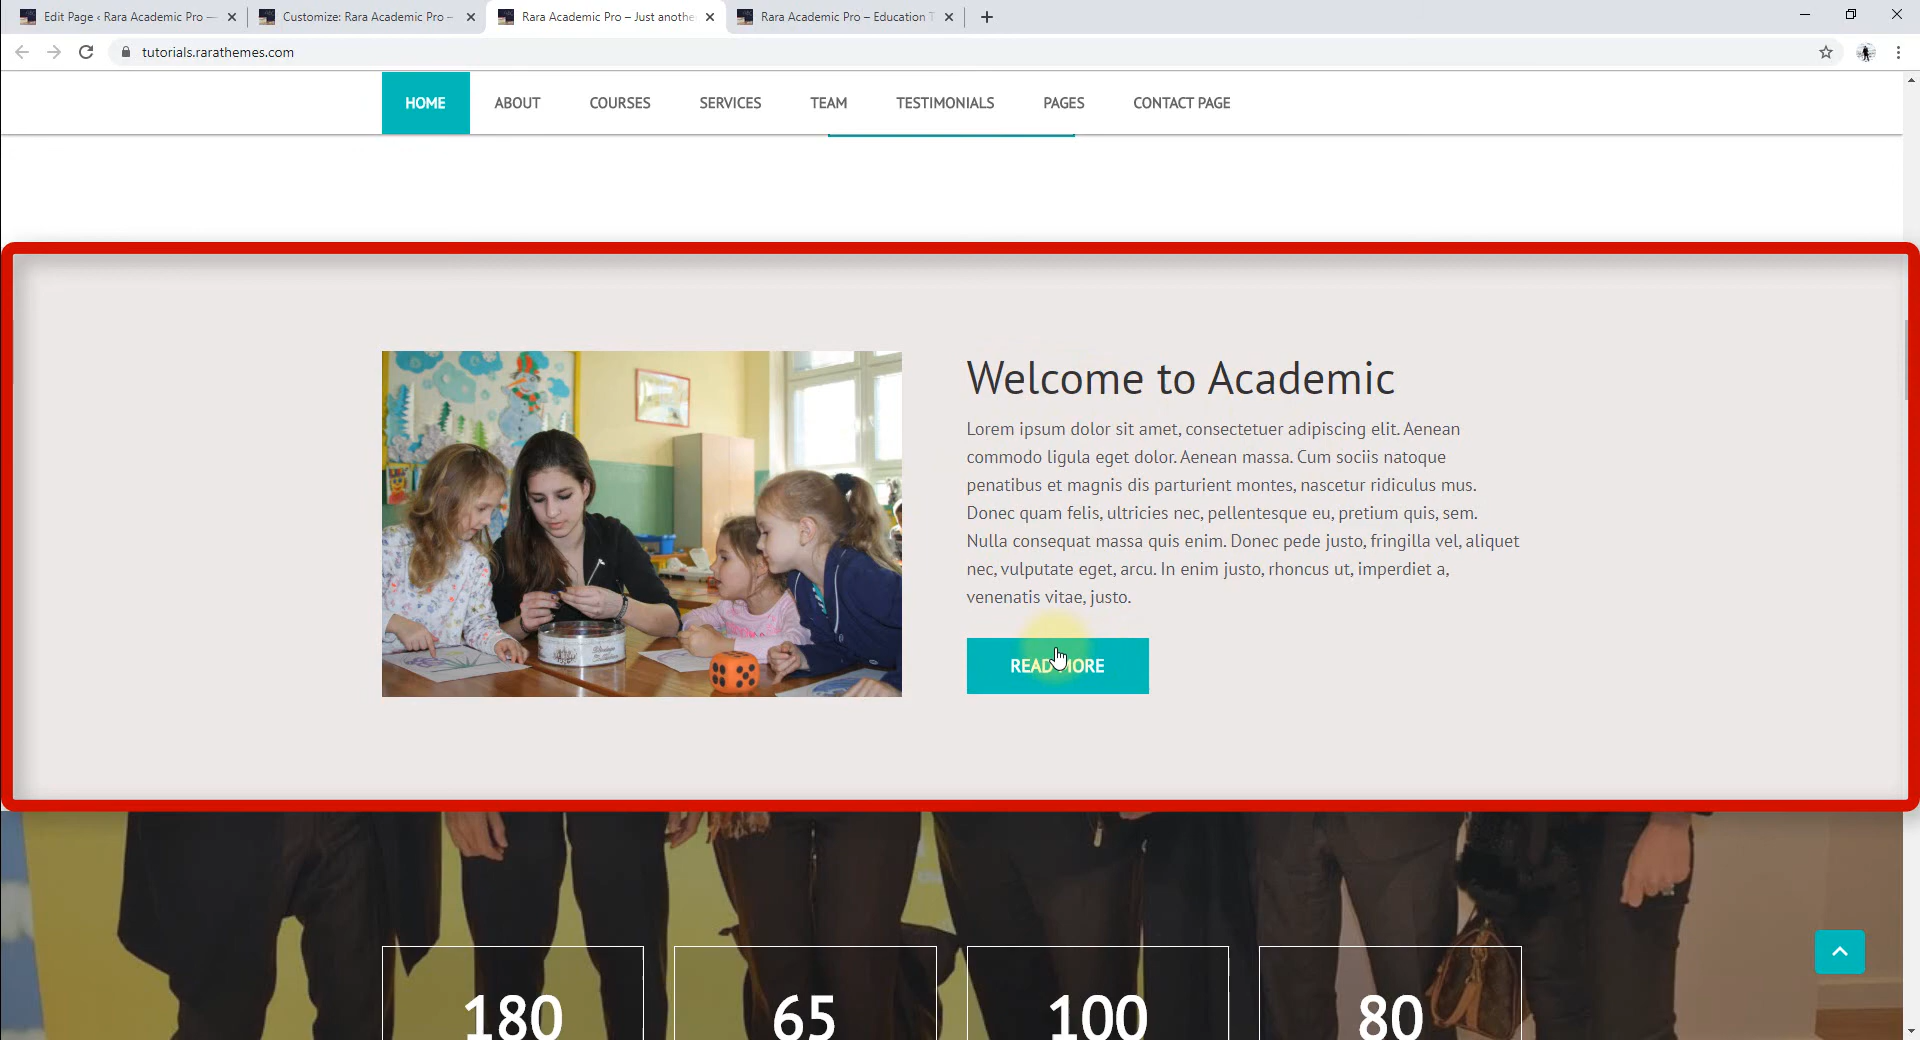 Edit Page ‹ Rara Academic Pro —
Customize: Rara Academic Pro –
Rara Academic Pro – Just anothe
Rara Academic Pro – Education T
tutorials.rarathemes.com
HOME
ABOUT
COURSES
SERVICES
TEAM
TESTIMONIALS
PAGES
CONTACT PAGE
Welcome to Academic
Lorem ipsum dolor sit amet, consectetuer adipiscing elit. Aenean
commodo ligula eget dolor. Aenean massa. Cum sociis natoque
penatibus et magnis dis parturient montes, nascetur ridiculus mus.
Donec quam felis, ultricies nec, pellentesque eu, pretium quis, sem.
Nulla consequat massa quis enim. Donec pede justo, fringilla vel, aliquet
nec, vulputate eget, arcu. In enim justo, rhoncus ut, imperdiet a,
venenatis vitae, justo.
READ MORE
180
65
100
80